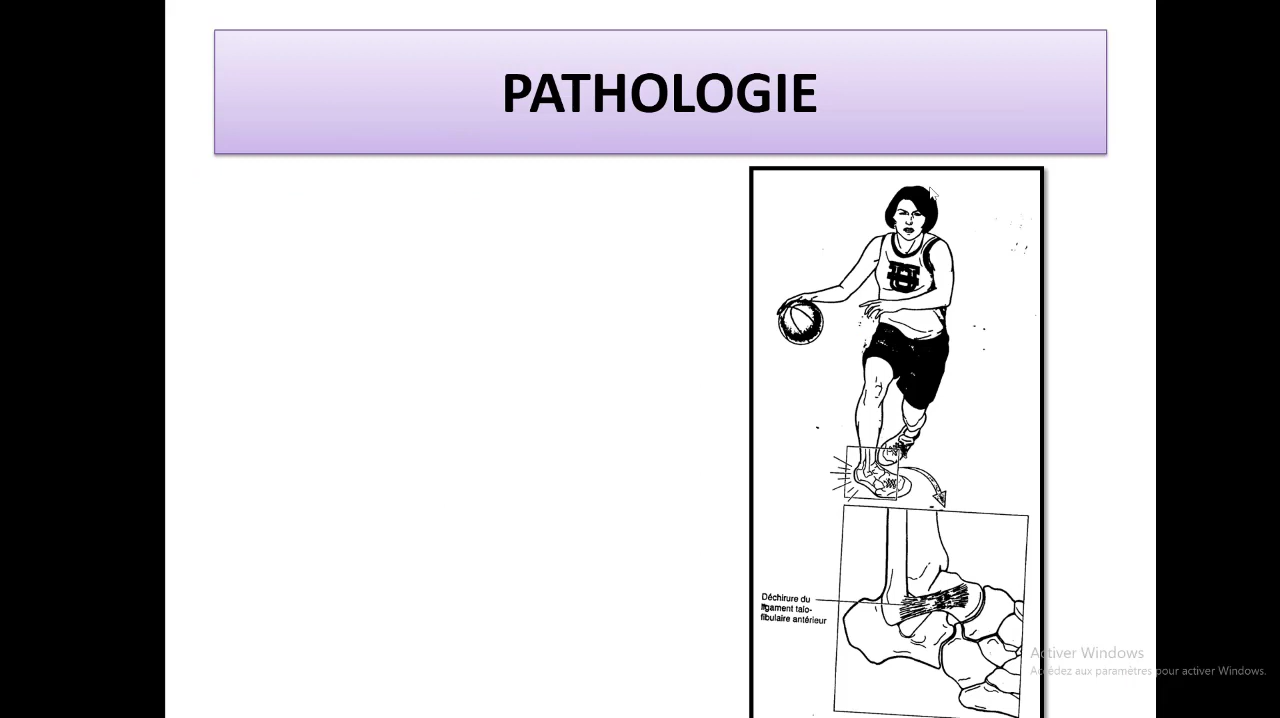 PATHOLOGIE
Déchirure du
ligament talo-
fibulaire antérieur
Activer Windows
Accédez aux paramètres pour activer Windows.